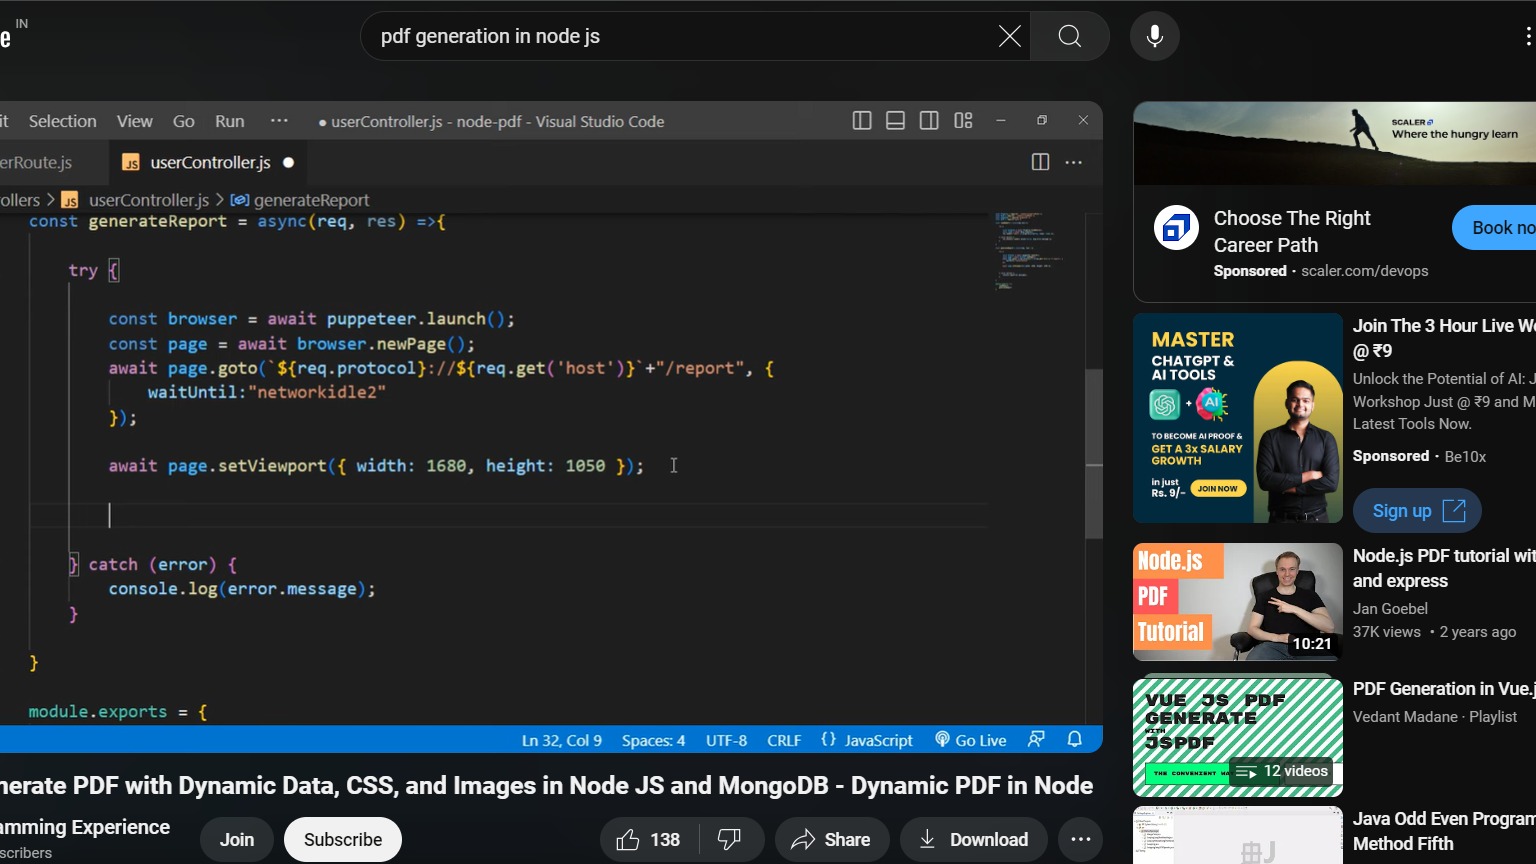 IN
pdf generation in node js
Selection View Go Run ··· ● userController.js - node-pdf - Visual Studio Code
erRoute.js JS userController.js ●
ollers > JS userController.js > generateReport
const generateReport = async(req, res) =>{
try {
const browser = await puppeteer.launch();
const page = await browser.newPage();
await page.goto(`${req.protocol}://${req.get('host')}`+"/report", {
waitUntil:"networkidle2"
});
await page.setViewport({ width: 1680, height: 1050 });
} catch (error) {
console.log(error.message);
}
}
module.exports = {
Ln 32, Col 9 Spaces: 4 UTF-8 CRLF {} JavaScript Go Live
nerate PDF with Dynamic Data, CSS, and Images in Node JS and MongoDB - Dynamic PDF in Node
amming Experience
scribers
Join
Subscribe
138
Share
Download
SCALER
Where the hungry learn
Choose The Right
Career Path
Sponsored · scaler.com/devops
Book no
MASTER
CHATGPT &
AI TOOLS
+ AI
TO BECOME AI PROOF &
GET A 3X SALARY
GROWTH
in just
Rs. 9/- JOIN NOW
Join The 3 Hour Live Wo
@ ₹9
Unlock the Potential of AI: J
Workshop Just @ ₹9 and M
Latest Tools Now.
Sponsored · Be10x
Sign up
Node.js
PDF
Tutorial
10:21
Node.js PDF tutorial wit
and express
Jan Goebel
37K views • 2 years ago
VUE JS PDF
GENERATE
WITH
JSPDF
12 videos
PDF Generation in Vue.j
Vedant Madane · Playlist
Java Odd Even Program
Method Fifth